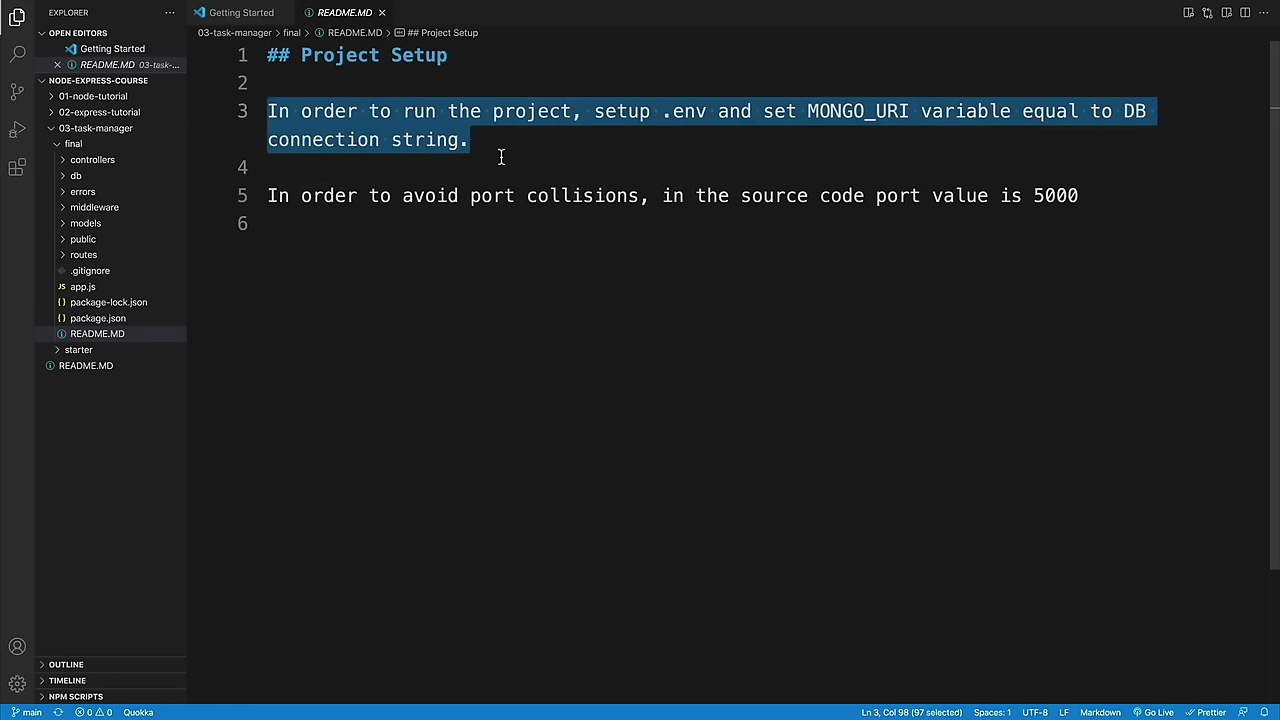 EXPLORER
···
Getting Started
README.MD
OPEN EDITORS
Getting Started
README.MD 03-task-...
NODE-EXPRESS-COURSE
01-node-tutorial
02-express-tutorial
03-task-manager
final
controllers
db
errors
middleware
models
public
routes
.gitignore
JS app.js
{} package-lock.json
{} package.json
README.MD
starter
README.MD
OUTLINE
TIMELINE
NPM SCRIPTS
03-task-manager > final > README.MD > ## Project Setup
1 ## Project Setup
2
3 In order to run the project, setup .env and set MONGO_URI variable equal to DB
connection string.
4
5 In order to avoid port collisions, in the source code port value is 5000
6
main 0 0 Quokka Ln 3, Col 98 (97 selected) Spaces: 1 UTF-8 LF Markdown Go Live Prettier